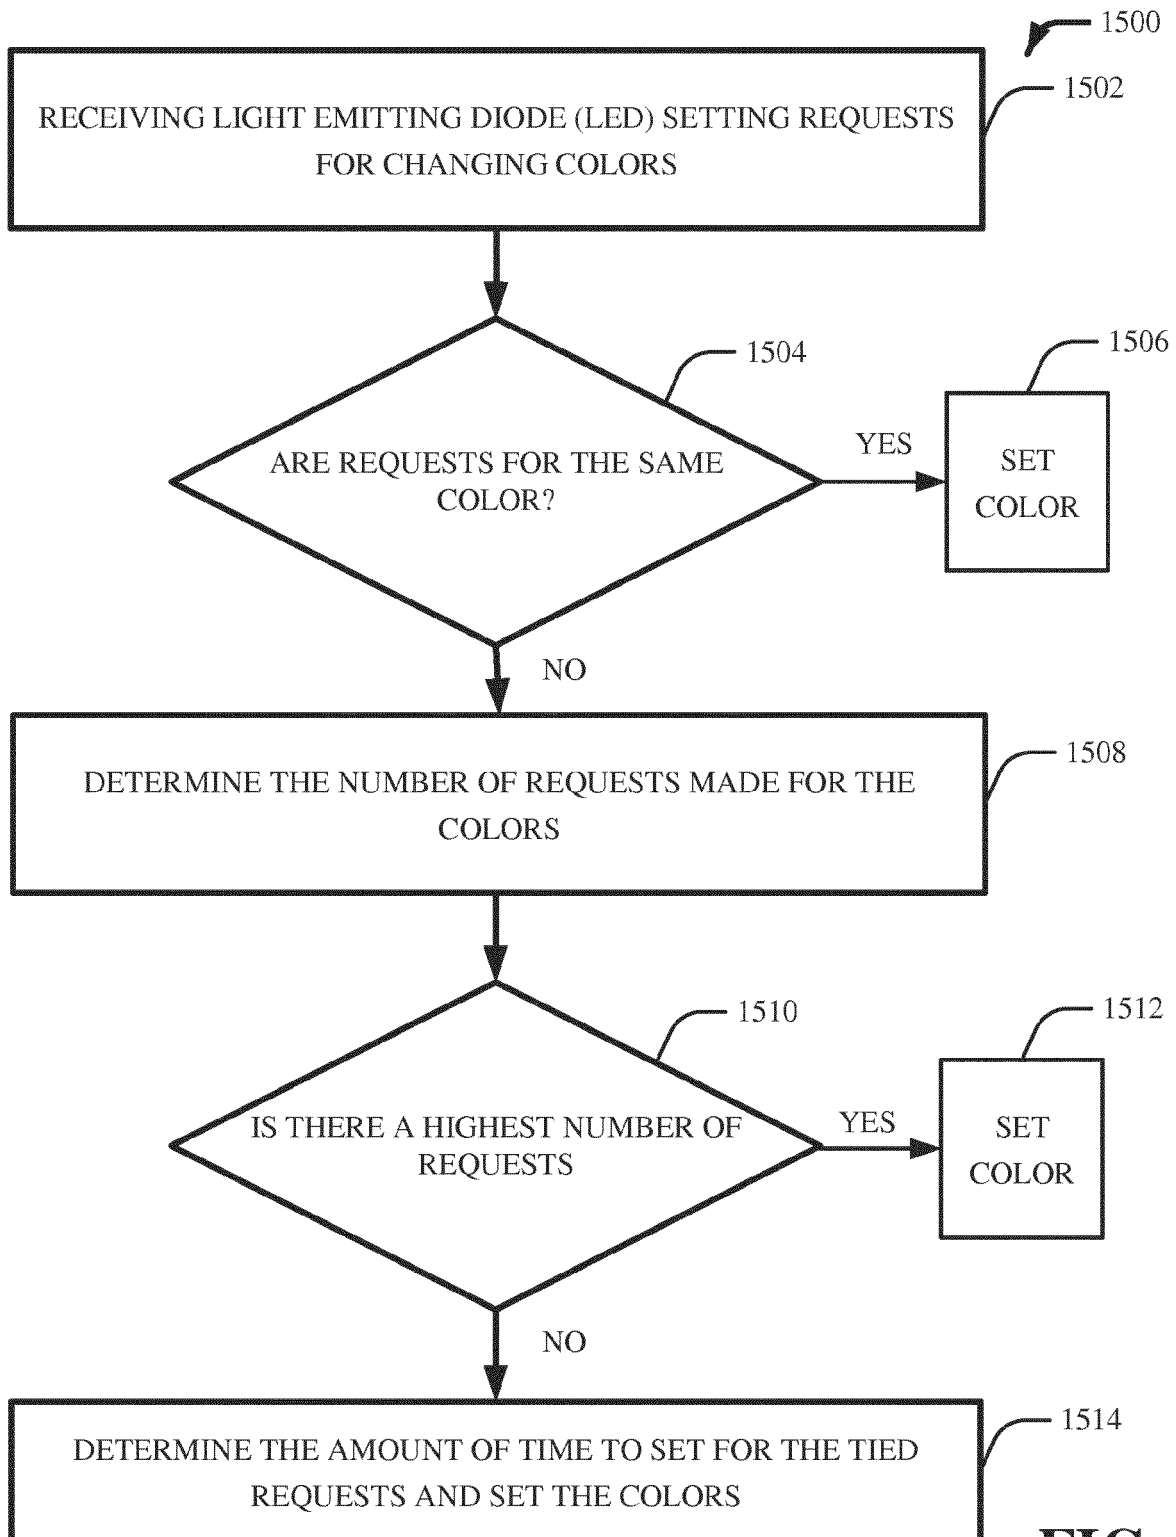 1500
1502
RECEIVING LIGHT EMITTING DIODE (LED) SETTING REQUESTS
FOR CHANGING COLORS
1504
1506
ARE REQUESTS FOR THE SAME
COLOR?
YES
SET
COLOR
NO
1508
DETERMINE THE NUMBER OF REQUESTS MADE FOR THE
COLORS
1510
1512
IS THERE A HIGHEST NUMBER OF
REQUESTS
YES
SET
COLOR
NO
1514
DETERMINE THE AMOUNT OF TIME TO SET FOR THE TIED
REQUESTS AND SET THE COLORS